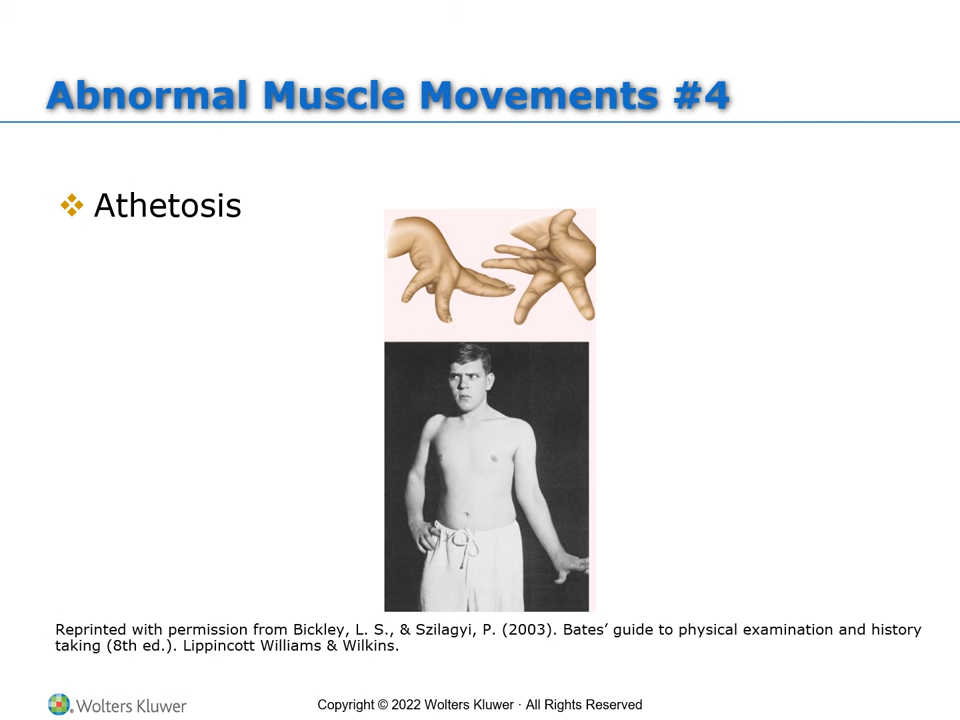 Abnormal Muscle Movements #4
Athetosis
Reprinted with permission from Bickley, L. S., & Szilagyi, P. (2003). Bates’ guide to physical examination and history
taking (8th ed.). Lippincott Williams & Wilkins.
Wolters Kluwer
Copyright © 2022 Wolters Kluwer · All Rights Reserved